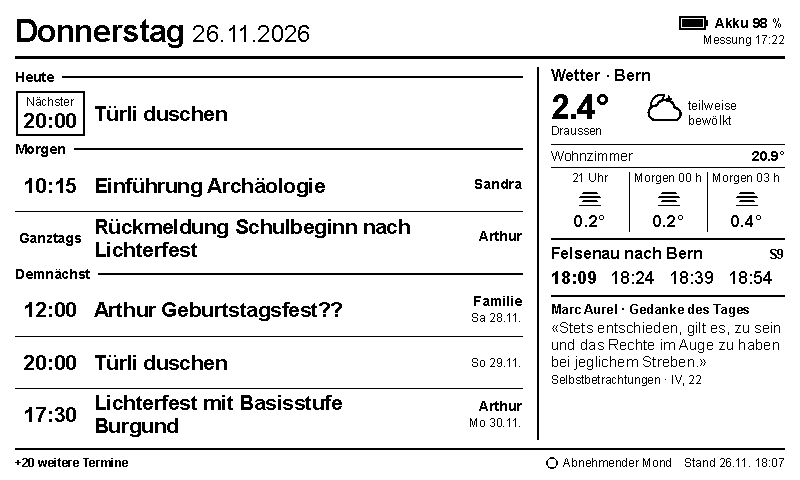 Donnerstag 26.11.2026
Akku 98 %
Messung 17:22
Heute
Nächster
20:00
Türli duschen
Morgen
10:15 Einführung Archäologie Sandra
Ganztags
Rückmeldung Schulbeginn nach
Lichterfest
Arthur
Demnächst
12:00 Arthur Geburtstagsfest??
Familie
Sa 28.11.
20:00 Türli duschen So 29.11.
17:30
Lichterfest mit Basisstufe
Burgund
Arthur
Mo 30.11.
+20 weitere Termine
Wetter · Bern
2.4°
Draussen
teilweise
bewölkt
Wohnzimmer 20.9°
21 Uhr Morgen 00 h Morgen 03 h
0.2° 0.2° 0.4°
Felsenau nach Bern S9
18:09 18:24 18:39 18:54
Marc Aurel · Gedanke des Tages
«Stets entschieden, gilt es, zu sein
und das Rechte im Auge zu haben
bei jeglichem Streben.»
Selbstbetrachtungen · IV, 22
Abnehmender Mond Stand 26.11. 18:07